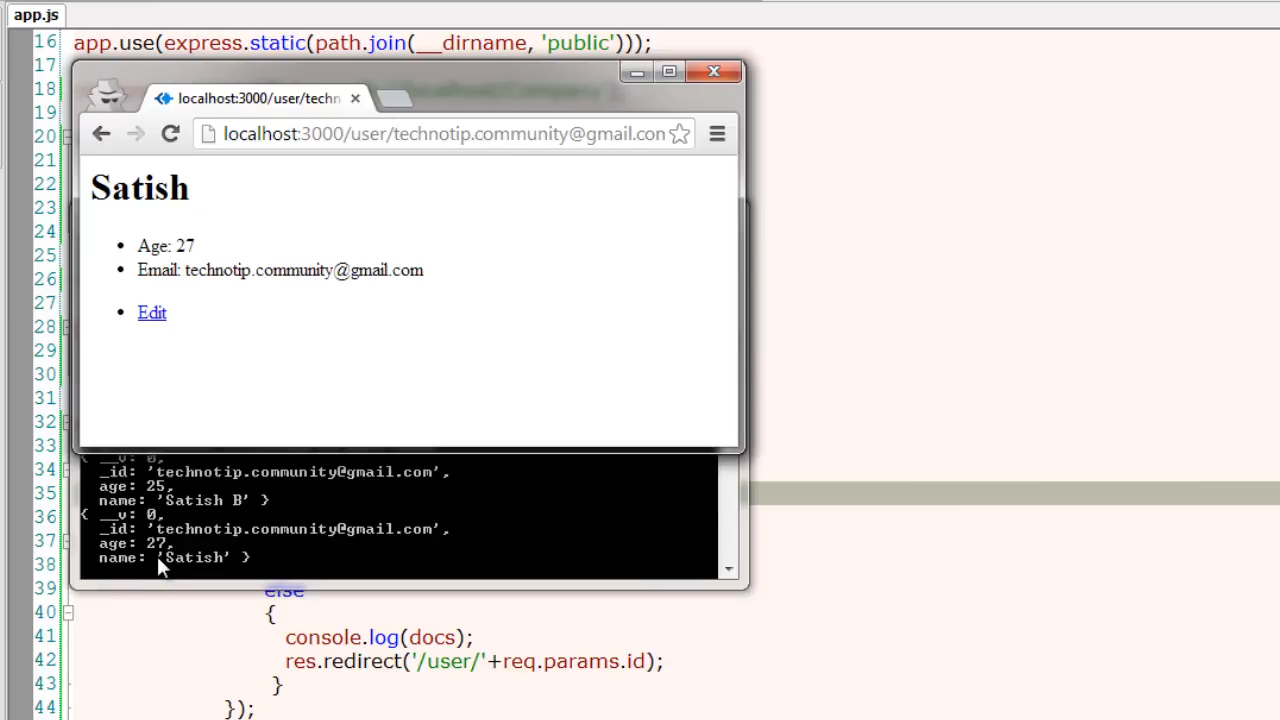 app.js
16 app.use(express.static(path.join(__dirname, 'public')));
17
18
19
20
21
22
23
24
25
26
27
28
29
30
31
32
33
34
35
36
37
38
39 else
40 {
41 console.log(docs);
42 res.redirect('/user/'+req.params.id);
43 }
44 });
localhost:3000/user/techn
localhost:3000/user/technotip.community@gmail.con
Satish
Age: 27
Email: technotip.community@gmail.com
Edit
{ __v: 0,
_id: 'technotip.community@gmail.com',
age: 25,
name: 'Satish B' }
{ __v: 0,
_id: 'technotip.community@gmail.com',
age: 27,
name: 'Satish' }